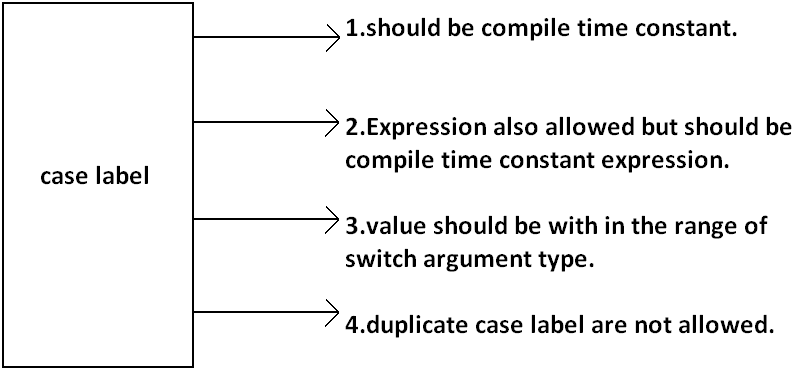 case label
1.should be compile time constant.
2.Expression also allowed but should be
compile time constant expression.
3.value should be with in the range of
switch argument type.
4.duplicate case label are not allowed.